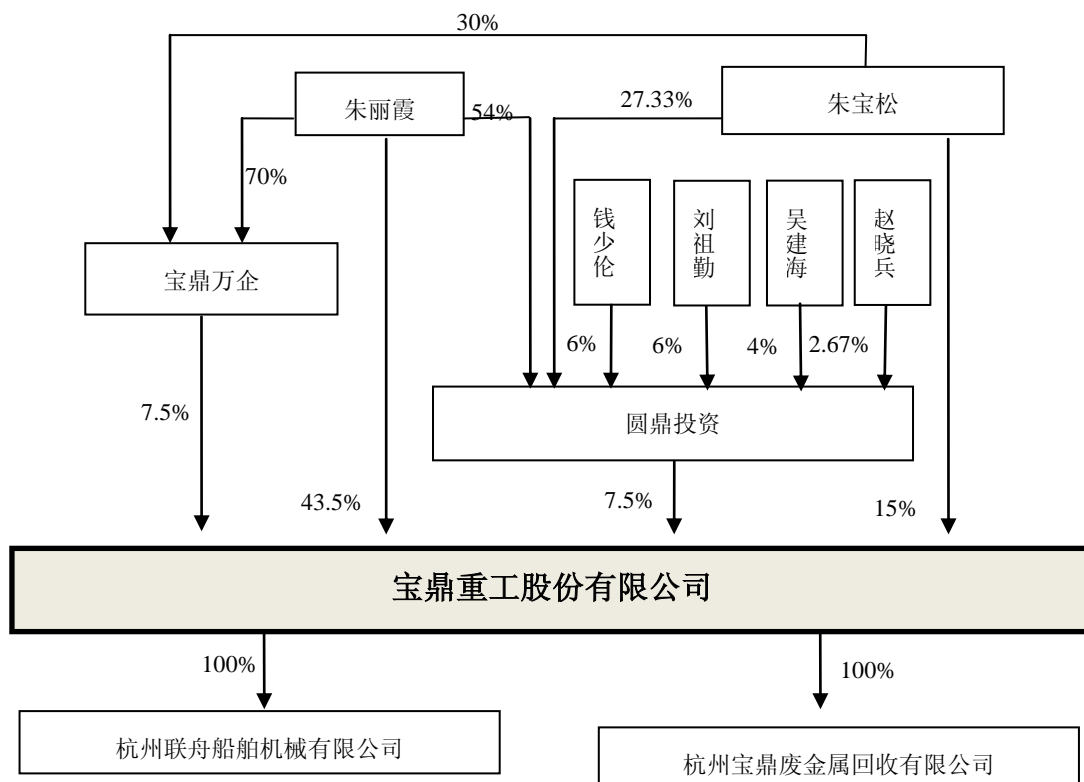 30%
朱丽霞
54%
27.33%
朱宝松
70%
钱少伦
刘祖勤
吴建海
赵晓兵
宝鼎万企
6%
6%
4%
2.67%
7.5%
圆鼎投资
43.5%
7.5%
15%
宝鼎重工股份有限公司
100%
100%
杭州联舟船舶机械有限公司
杭州宝鼎废金属回收有限公司